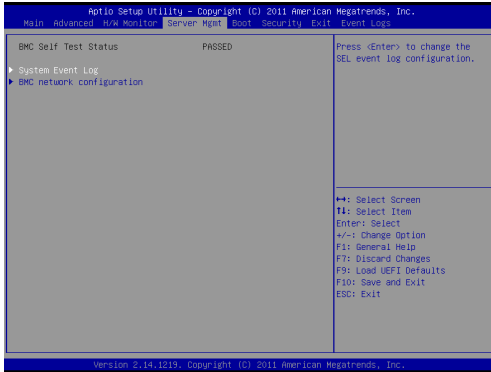 Aptio Setup Utility - Copyright (C) 2011 American Megatrends, Inc.
Main Advanced H/W Monitor Server Mgmt Boot Security Exit Event Logs
BMC Self Test Status PASSED
System Event Log
BMC network configuration
Press <Enter> to change the
SEL event log configuration.
↔: Select Screen
↑↓: Select Item
Enter: Select
+/-: Change Option
F1: General Help
F7: Discard Changes
F9: Load UEFI Defaults
F10: Save and Exit
ESC: Exit
Version 2.14.1219. Copyright (C) 2011 American Megatrends, Inc.